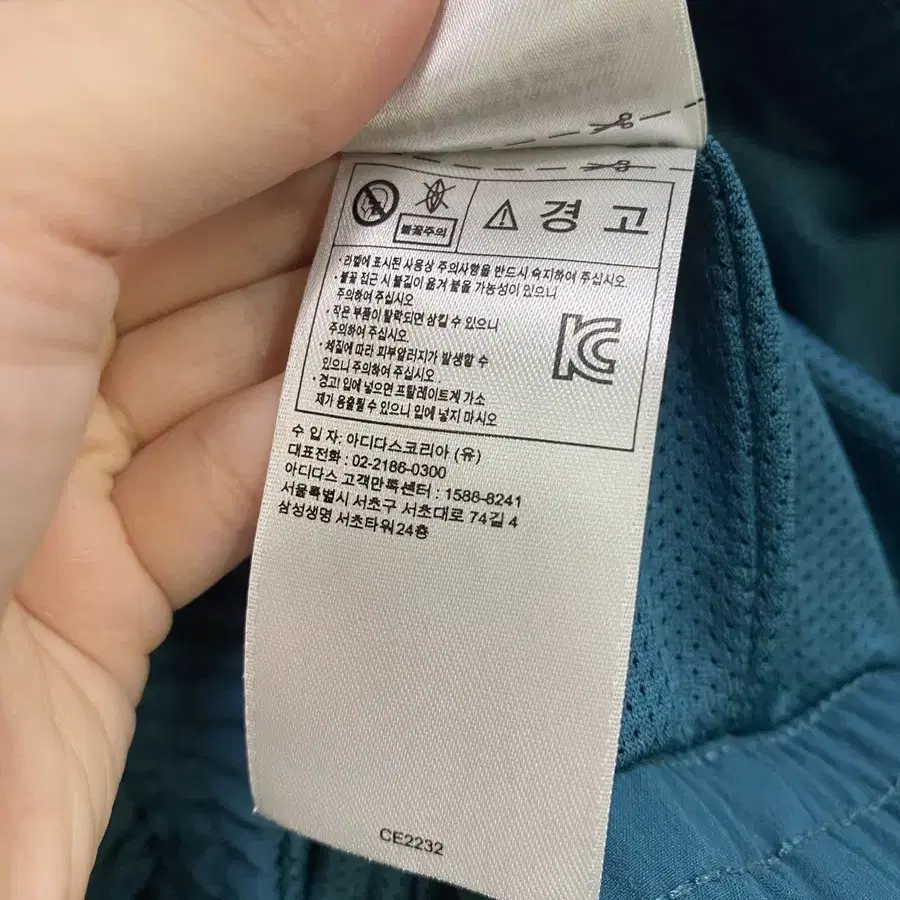 불꽃주의
경 고
· 라벨에 표시된 사용상 주의사항을 반드시 숙지하여 주십시오
· 불꽃 접근 시 불길이 옮겨 붙을 가능성이 있으니
주의하여 주십시오
· 작은 부품이 탈락되면 삼킬 수 있으니
주의하여 주십시오
· 체질에 따라 피부알러지가 발생할 수
있으니 주의하여 주십시오
· 경고! 입에 넣으면 프탈레이트계 가소
제가 용출될 수 있으니 입에 넣지 마시오
KC
수 입 자: 아디다스코리아 (유)
대표전화 : 02-2186-0300
아디다스 고객만족센터 : 1588-8241
서울특별시 서초구 서초대로 74길 4
삼성생명 서초타워24층
CE2232